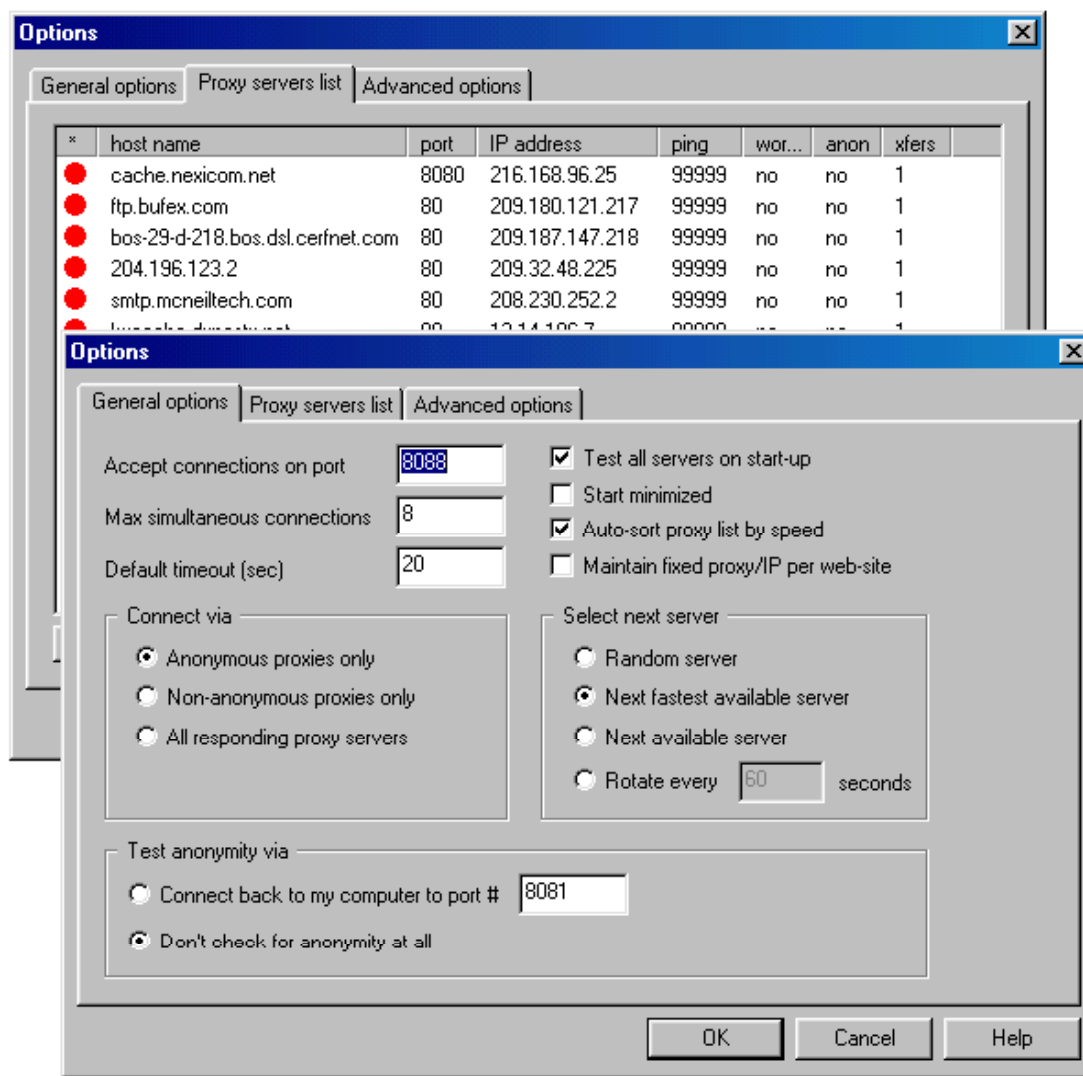 Options
General options Proxy servers list Advanced options
* host name port IP address ping wor... anon xfers
cache.nexicom.net 8080 216.168.96.25 99999 no no 1
ftp.bufex.com 80 209.180.121.217 99999 no no 1
bos-29-d-218.bos.dsl.cerfnet.com 80 209.187.147.218 99999 no no 1
204.196.123.2 80 209.32.48.225 99999 no no 1
smtp.mcneiltech.com 80 208.230.252.2 99999 no no 1
Options
General options Proxy servers list Advanced options
Accept connections on port 8088
Max simultaneous connections 8
Default timeout (sec) 20
Test all servers on start-up
Start minimized
Auto-sort proxy list by speed
Maintain fixed proxy/IP per web-site
Connect via
Anonymous proxies only
Non-anonymous proxies only
All responding proxy servers
Select next server
Random server
Next fastest available server
Next available server
Rotate every 60 seconds
Test anonymity via
Connect back to my computer to port # 8081
Don't check for anonymity at all
OK Cancel Help